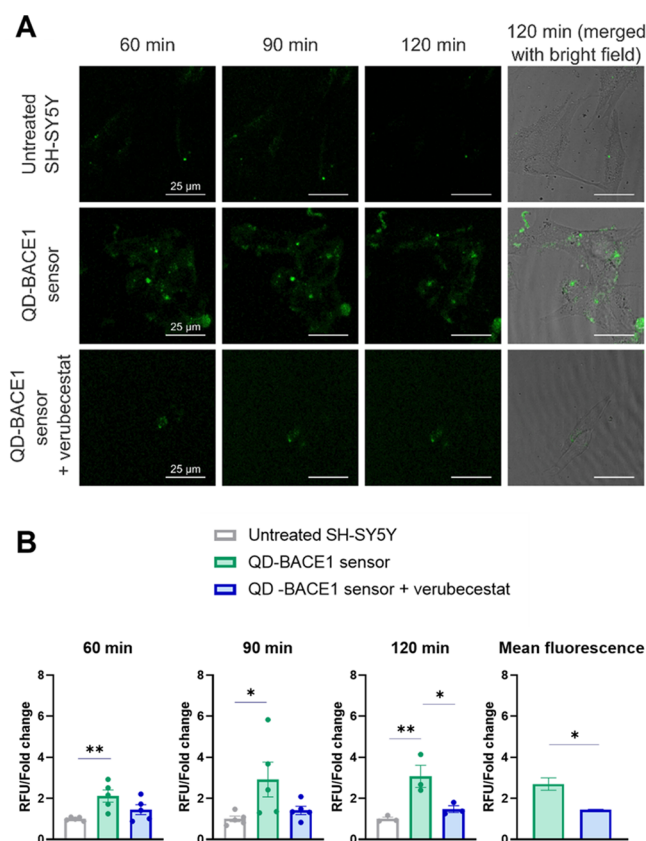 A
60 min
90 min
120 min
120 min (merged
with bright field)
Untreated
SH-SY5Y
25 µm
QD-BACE1
sensor
25 µm
QD-BACE1
sensor
+ verubecestat
25 µm
B
Untreated SH-SY5Y
QD-BACE1 sensor
QD -BACE1 sensor + verubecestat
60 min
RFU/Fold change
8
6
4
2
0
**
90 min
RFU/Fold change
8
6
4
2
0
*
120 min
RFU/Fold change
8
6
4
2
0
**
*
Mean fluorescence
RFU/Fold change
8
6
4
2
0
*